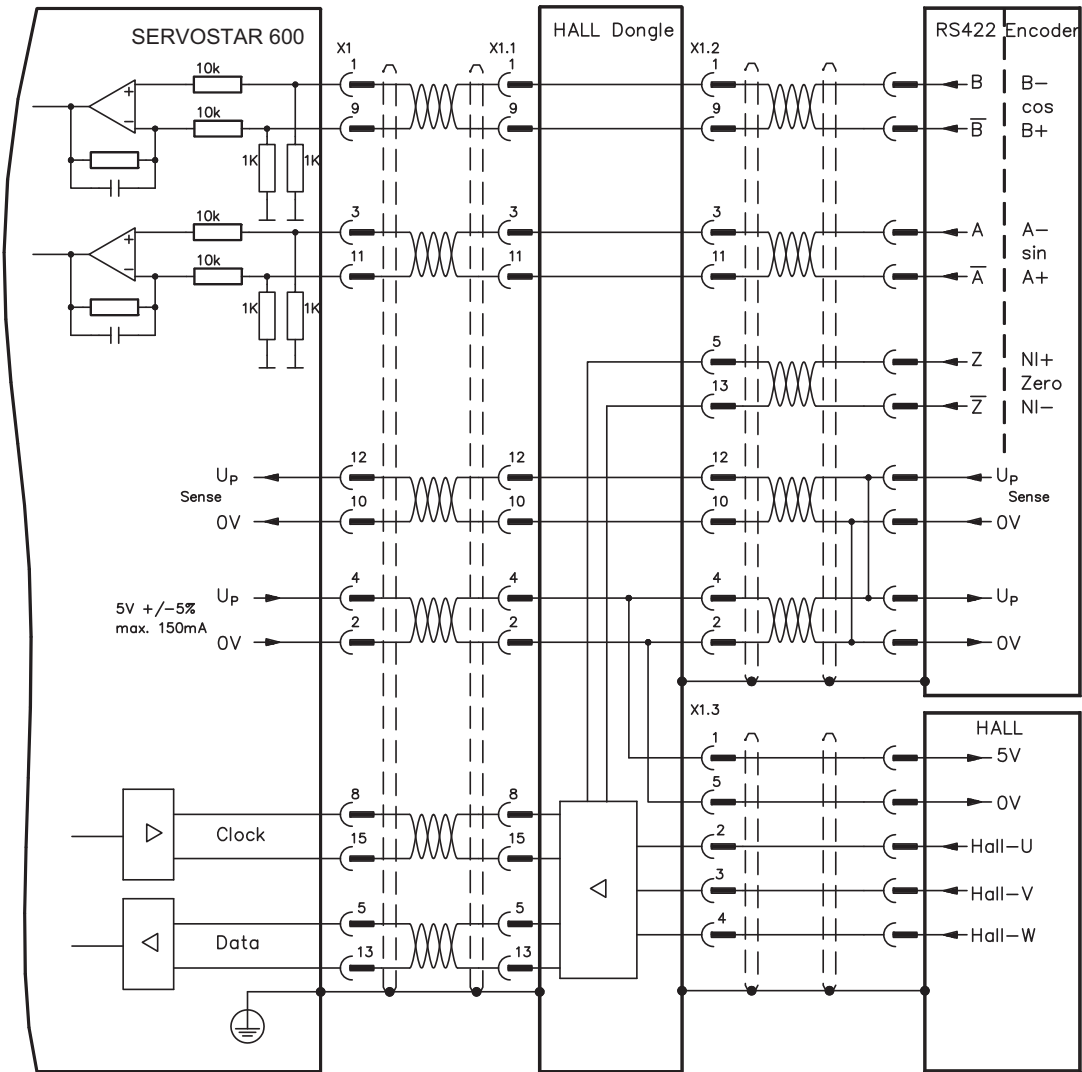 SERVOSTAR 600
HALL Dongle
RS422 Encoder
X1
X1.1
X1.2
10k
1
1
1
B
B-
cos
10k
9
9
9
B̅
B+
1K
1K
10k
3
3
3
A
A-
sin
10k
11
11
11
A̅
A+
1K
1K
5
Z
NI+
Zero
13
Z̅
NI-
UP
12
12
12
UP
Sense
Sense
0V
10
10
10
0V
5V +/-5%
max. 150mA
UP
4
4
4
UP
0V
2
2
2
0V
X1.3
HALL
1
5V
8
8
5
0V
Clock
15
15
2
Hall-U
3
Hall-V
5
5
4
Hall-W
Data
13
13